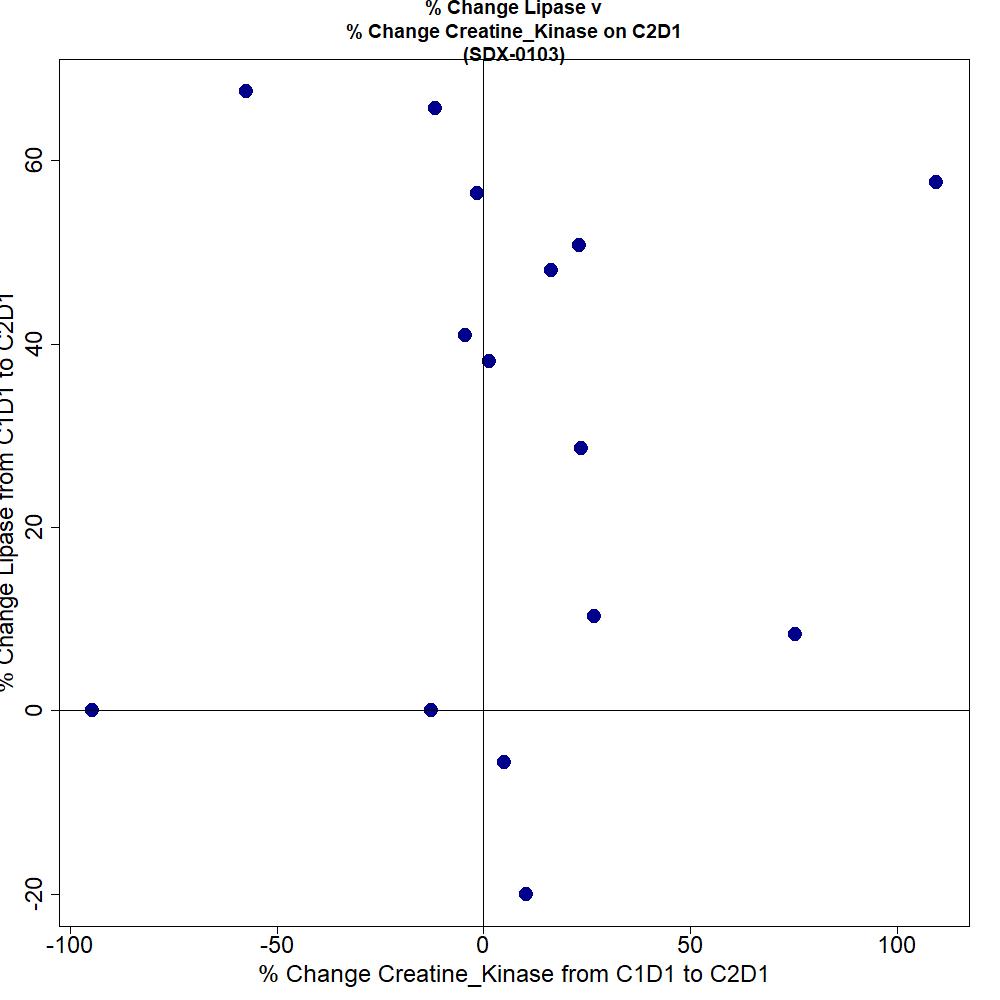 % Change Lipase v
% Change Creatine_Kinase on C2D1
(SDX-0103)
% Change Lipase from C1D1 to C2D1
60
40
20
0
-20
-100
-50
0
50
100
% Change Creatine_Kinase from C1D1 to C2D1